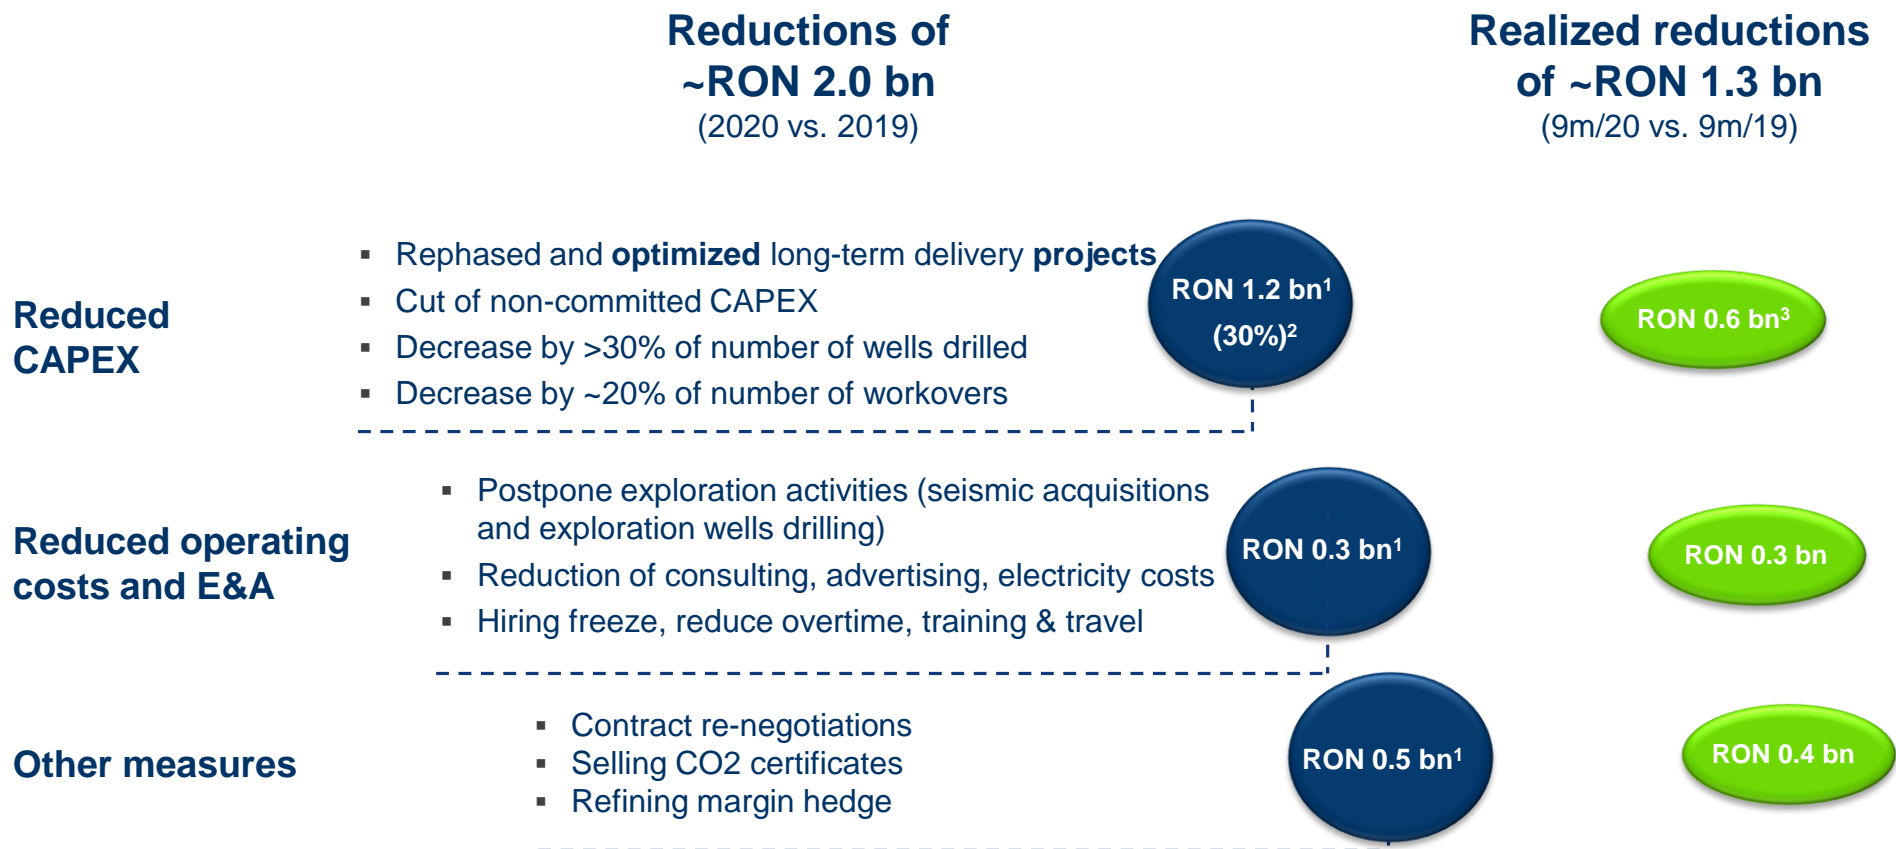 Reductions of
~RON 2.0 bn
(2020 vs. 2019)
Realized reductions
of ~RON 1.3 bn
(9m/20 vs. 9m/19)
Reduced
CAPEX
▪ Rephased and optimized long-term delivery projects
▪ Cut of non-committed CAPEX
▪ Decrease by >30% of number of wells drilled
▪ Decrease by ~20% of number of workovers
RON 1.2 bn¹
(30%)²
RON 0.6 bn³
Reduced operating
costs and E&A
▪ Postpone exploration activities (seismic acquisitions
and exploration wells drilling)
▪ Reduction of consulting, advertising, electricity costs
▪ Hiring freeze, reduce overtime, training & travel
RON 0.3 bn¹
RON 0.3 bn
Other measures
▪ Contract re-negotiations
▪ Selling CO2 certificates
▪ Refining margin hedge
RON 0.5 bn¹
RON 0.4 bn